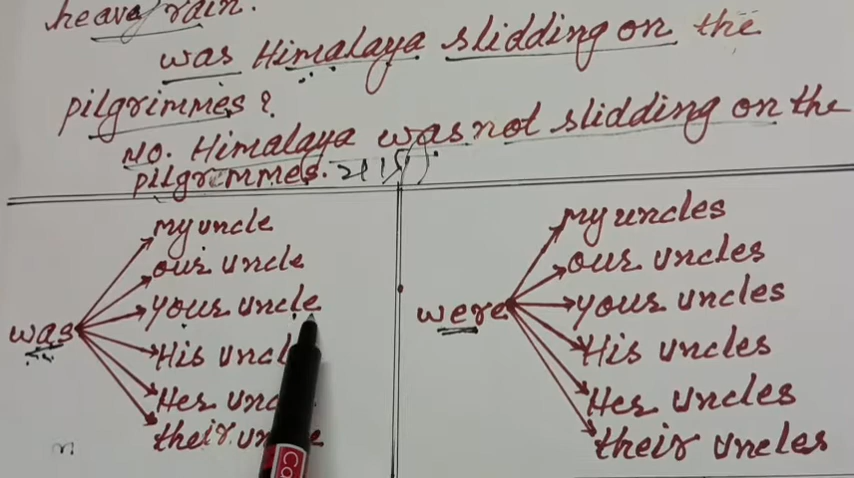 heavy rain.
was Himalaya slidding on the
pilgrimmes?
No. Himalaya was not slidding on the
pilgrimmes.
was
my uncle
our uncle
your uncle
His uncle
Her uncle
their uncle
were
my uncles
our uncles
your uncles
His uncles
Her uncles
their uncles